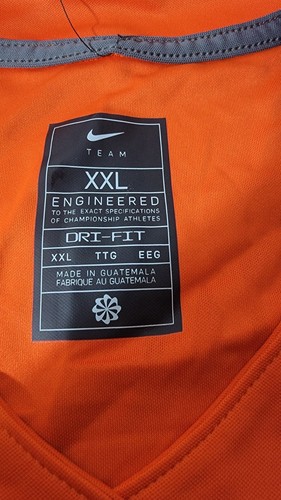 TEAM
XXL
ENGINEERED
TO THE EXACT SPECIFICATIONS
OF CHAMPIONSHIP ATHLETES
DRI-FIT
XXL TTG EEG
MADE IN GUATEMALA
FABRIQUÉ AU GUATEMALA